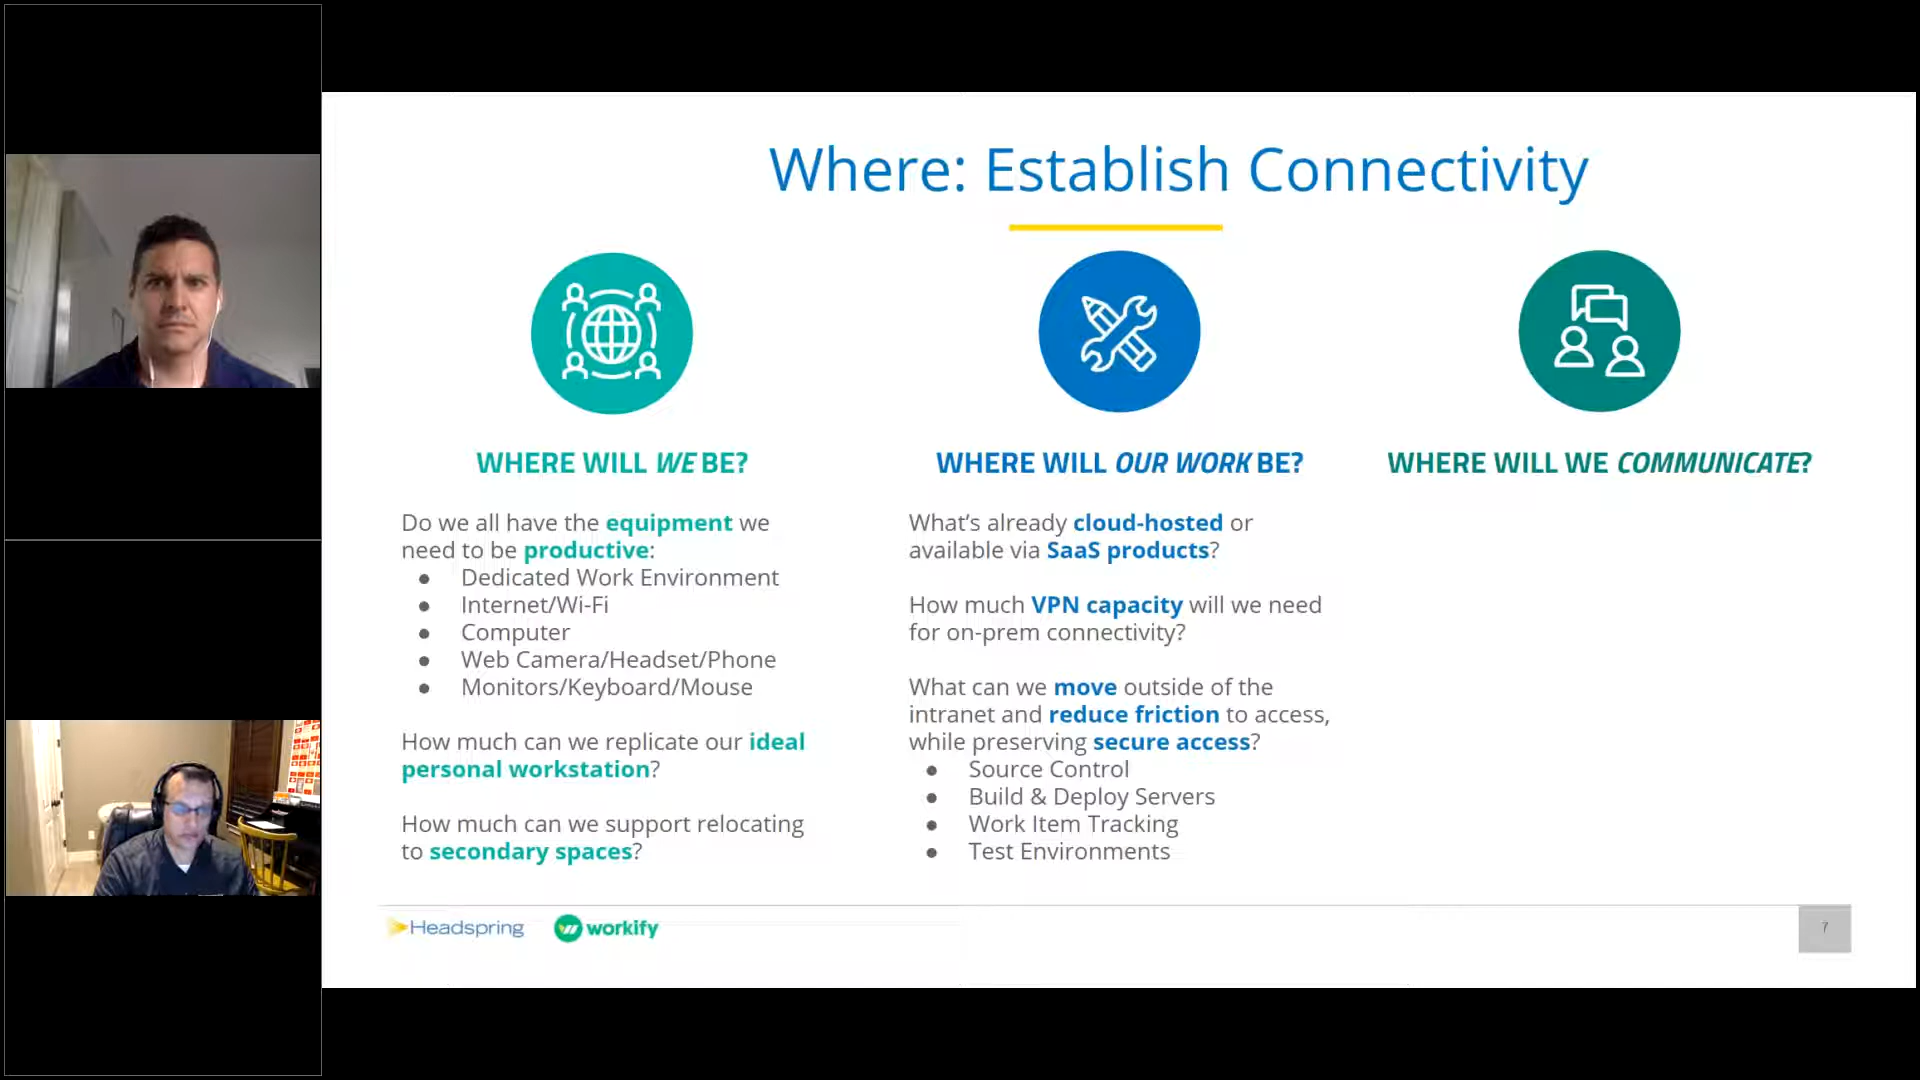 Where: Establish Connectivity
WHERE WILL WE BE?
Do we all have the equipment we
need to be productive:
● Dedicated Work Environment
● Internet/Wi-Fi
● Computer
● Web Camera/Headset/Phone
● Monitors/Keyboard/Mouse
How much can we replicate our ideal
personal workstation?
How much can we support relocating
to secondary spaces?
WHERE WILL OUR WORK BE?
What’s already cloud-hosted or
available via SaaS products?
How much VPN capacity will we need
for on-prem connectivity?
What can we move outside of the
intranet and reduce friction to access,
while preserving secure access?
● Source Control
● Build & Deploy Servers
● Work Item Tracking
● Test Environments
WHERE WILL WE COMMUNICATE?
Headspring
workify
7